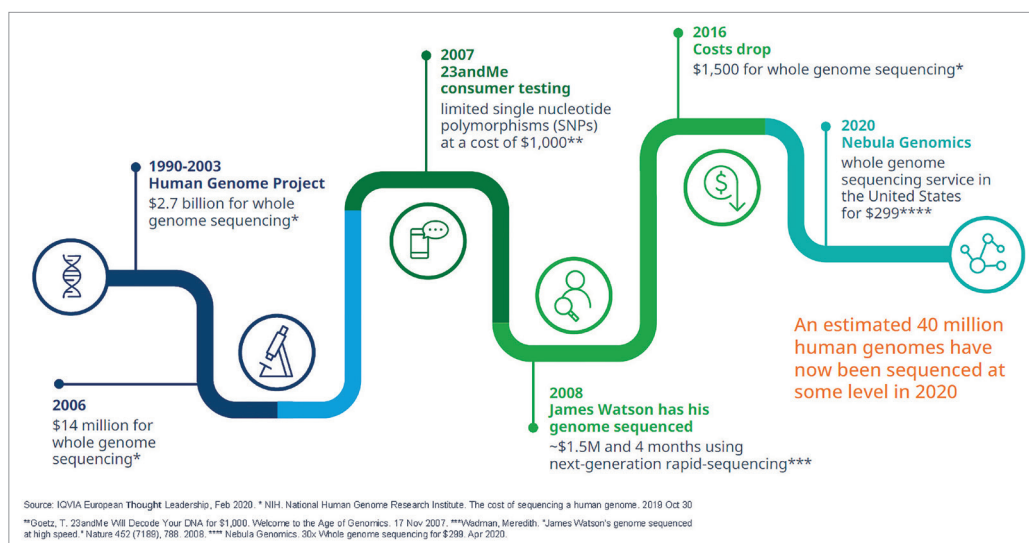 1990-2003
Human Genome Project
$2.7 billion for whole
genome sequencing*
2006
$14 million for
whole genome
sequencing*
2007
23andMe
consumer testing
limited single nucleotide
polymorphisms (SNPs)
at a cost of $1,000**
2008
James Watson has his
genome sequenced
~$1.5M and 4 months using
next-generation rapid-sequencing***
2016
Costs drop
$1,500 for whole genome sequencing*
$
2020
Nebula Genomics
whole genome
sequencing service in
the United States
for $299****
An estimated 40 million
human genomes have
now been sequenced at
some level in 2020
Source: IQVIA European Thought Leadership, Feb 2020. * NIH. National Human Genome Research Institute. The cost of sequencing a human genome. 2019 Oct 30
**Goetz, T. 23andMe Will Decode Your DNA for $1,000. Welcome to the Age of Genomics. 17 Nov 2007. ***Wadman, Meredith. "James Watson's genome sequenced
at high speed." Nature 452 (7189), 788. 2008. **** Nebula Genomics. 30x Whole genome sequencing for $299. Apr 2020.